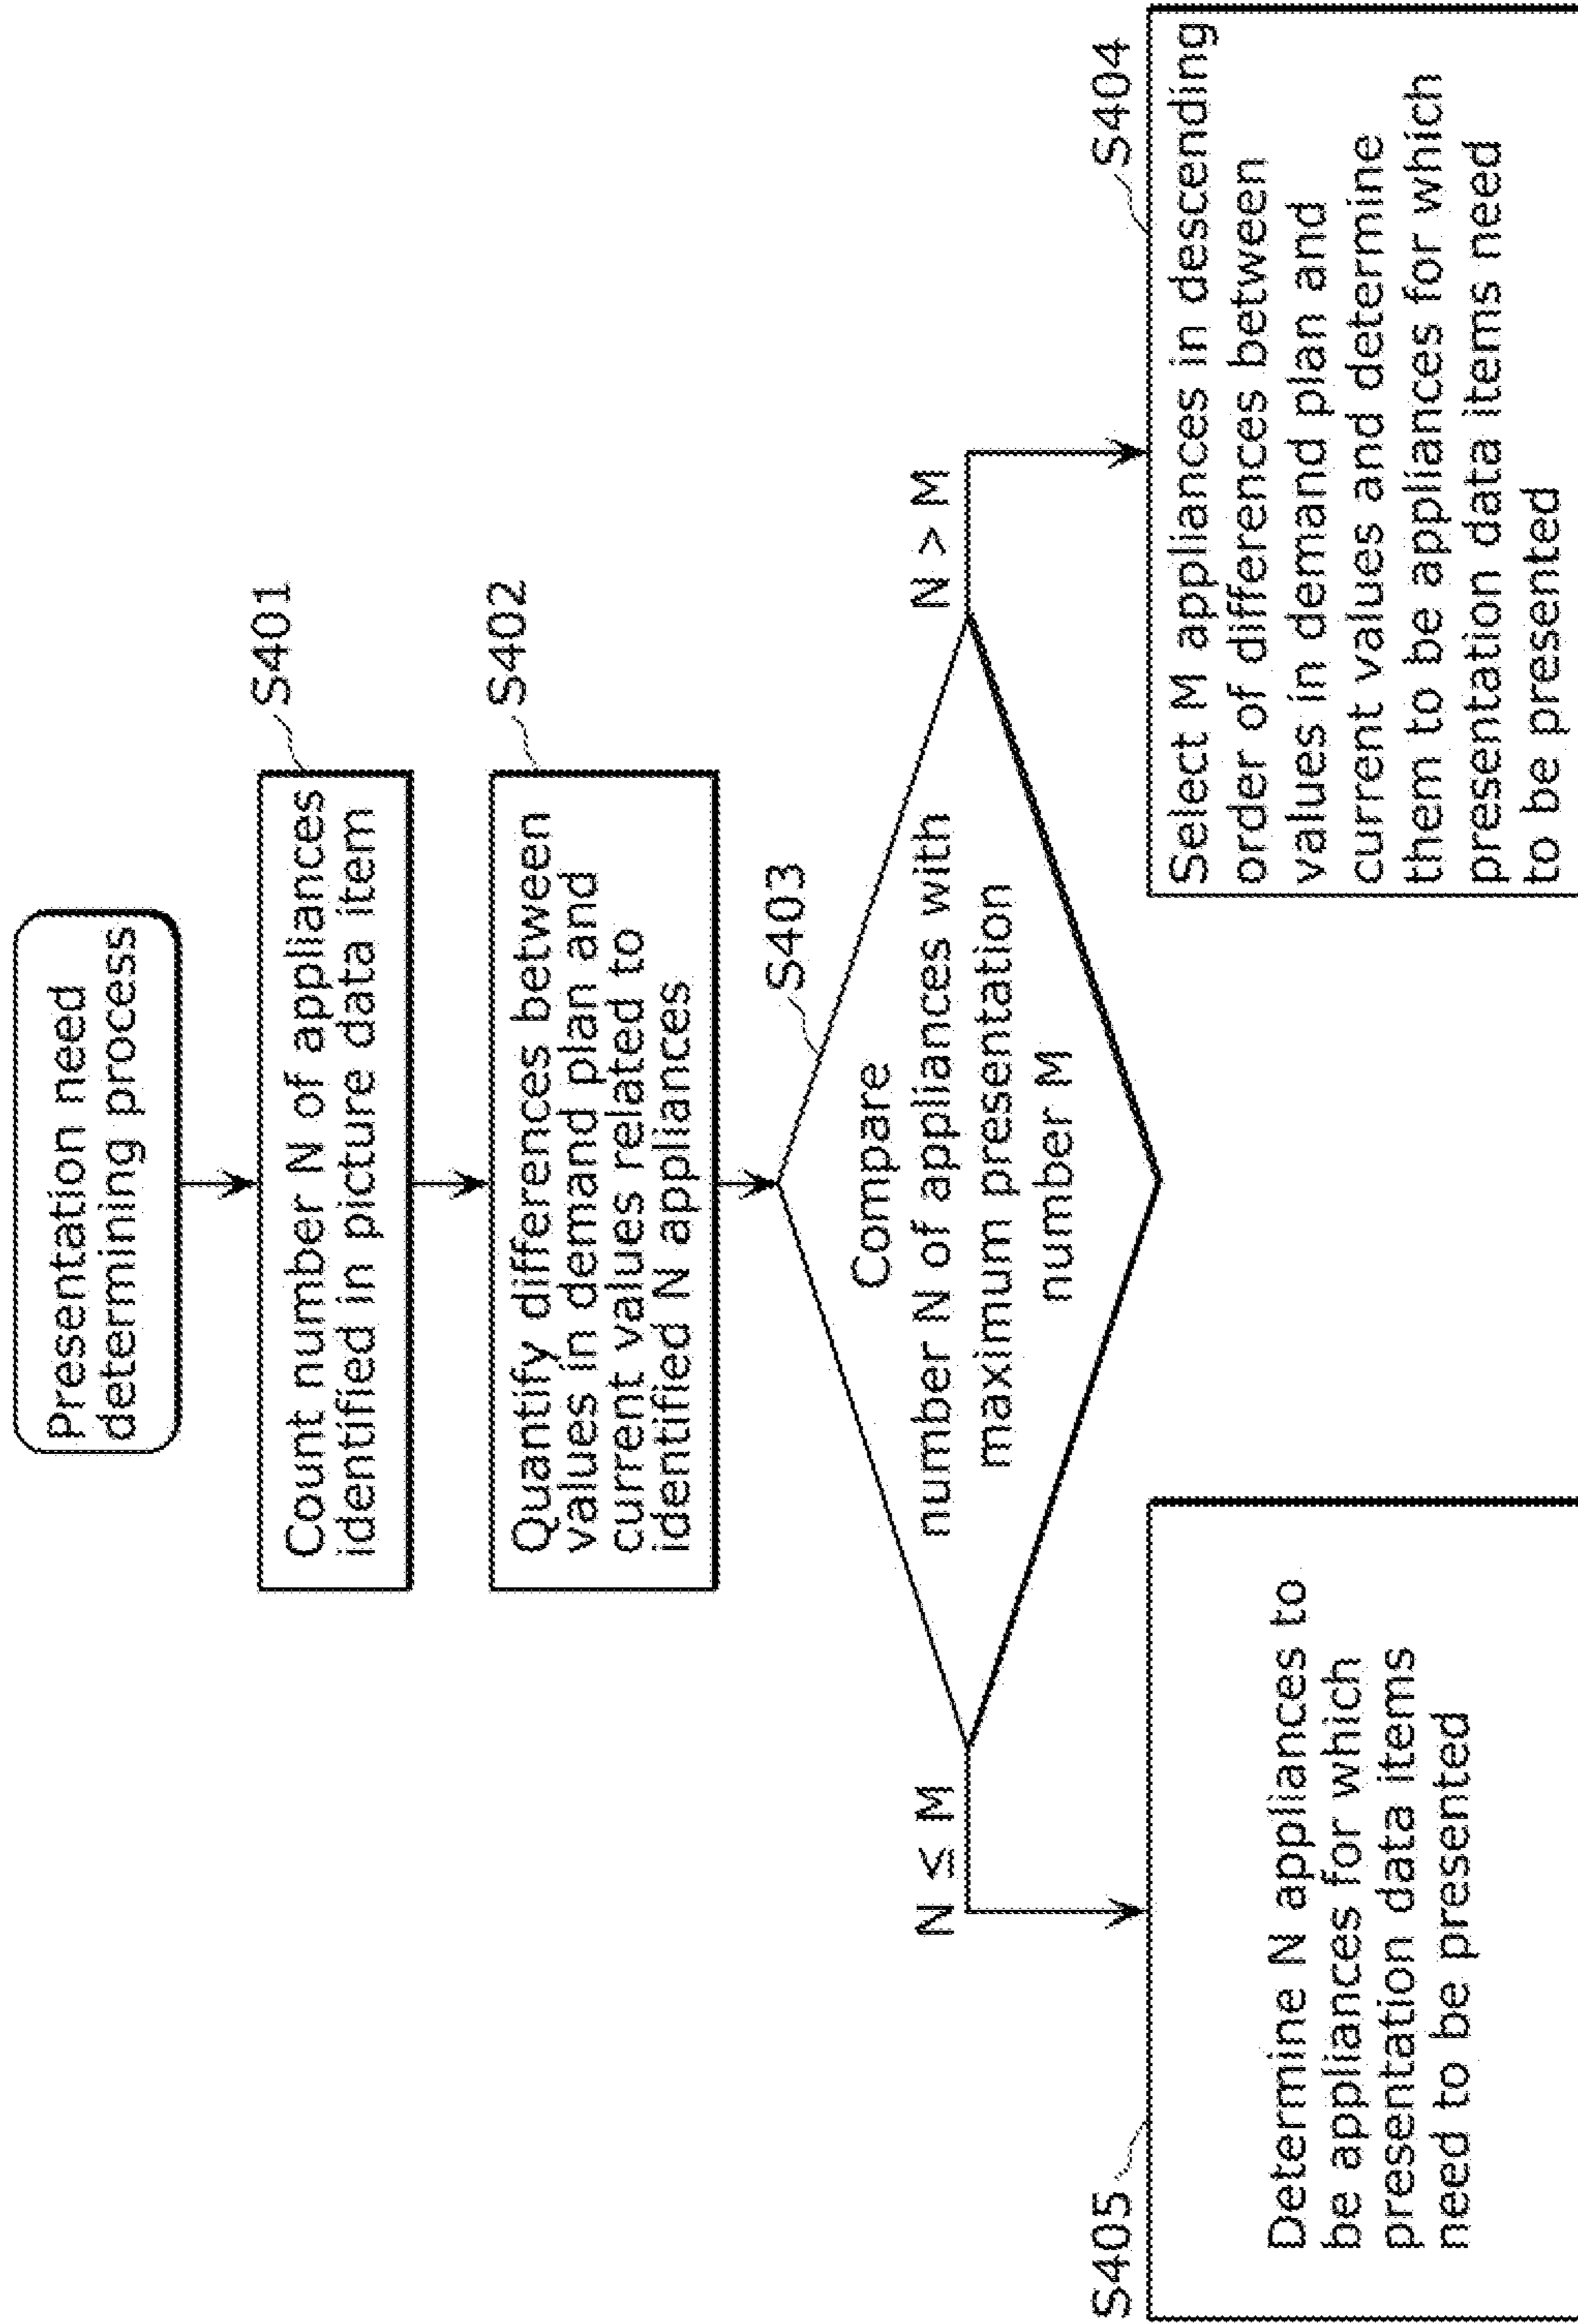 Presentation need
determining process
S401
Count number N of appliances
identified in picture data item
S402
Quantify differences between
values in demand plan and
current values related to
identified N appliances
S403
Compare
number N of appliances with
maximum presentation
number M
N ≤ M
N > M
S405
Determine N appliances to
be appliances for which
presentation data items
need to be presented
S404
Select M appliances in descending
order of differences between
values in demand plan and
current values and determine
them to be appliances for which
presentation data items need
to be presented